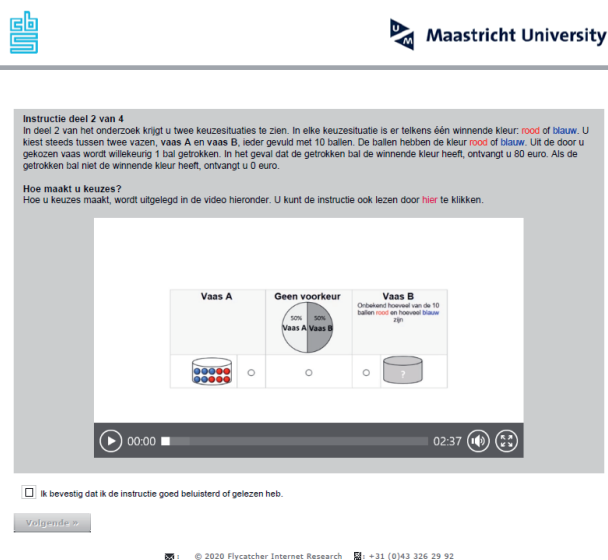 cbs
UM Maastricht University
Instructie deel 2 van 4
In deel 2 van het onderzoek krijgt u twee keuzesituaties te zien. In elke keuzesituatie is er telkens één winnende kleur: rood of blauw. U
kiest steeds tussen twee vazen, vaas A en vaas B, ieder gevuld met 10 ballen. De ballen hebben de kleur rood of blauw. Uit de door u
gekozen vaas wordt willekeurig 1 bal getrokken. In het geval dat de getrokken bal de winnende kleur heeft, ontvangt u 80 euro. Als de
getrokken bal niet de winnende kleur heeft, ontvangt u 0 euro.
Hoe maakt u keuzes?
Hoe u keuzes maakt, wordt uitgelegd in de video hieronder. U kunt de instructie ook lezen door hier te klikken.
Vaas A
Geen voorkeur
50% 50%
Vaas A Vaas B
Vaas B
Onbekend hoeveel van de 10
ballen rood en hoeveel blauw
zijn
?
00:00
02:37
Ik bevestig dat ik de instructie goed beluisterd of gelezen heb.
Volgende »
: © 2020 Flycatcher Internet Research : +31 (0)43 326 29 92